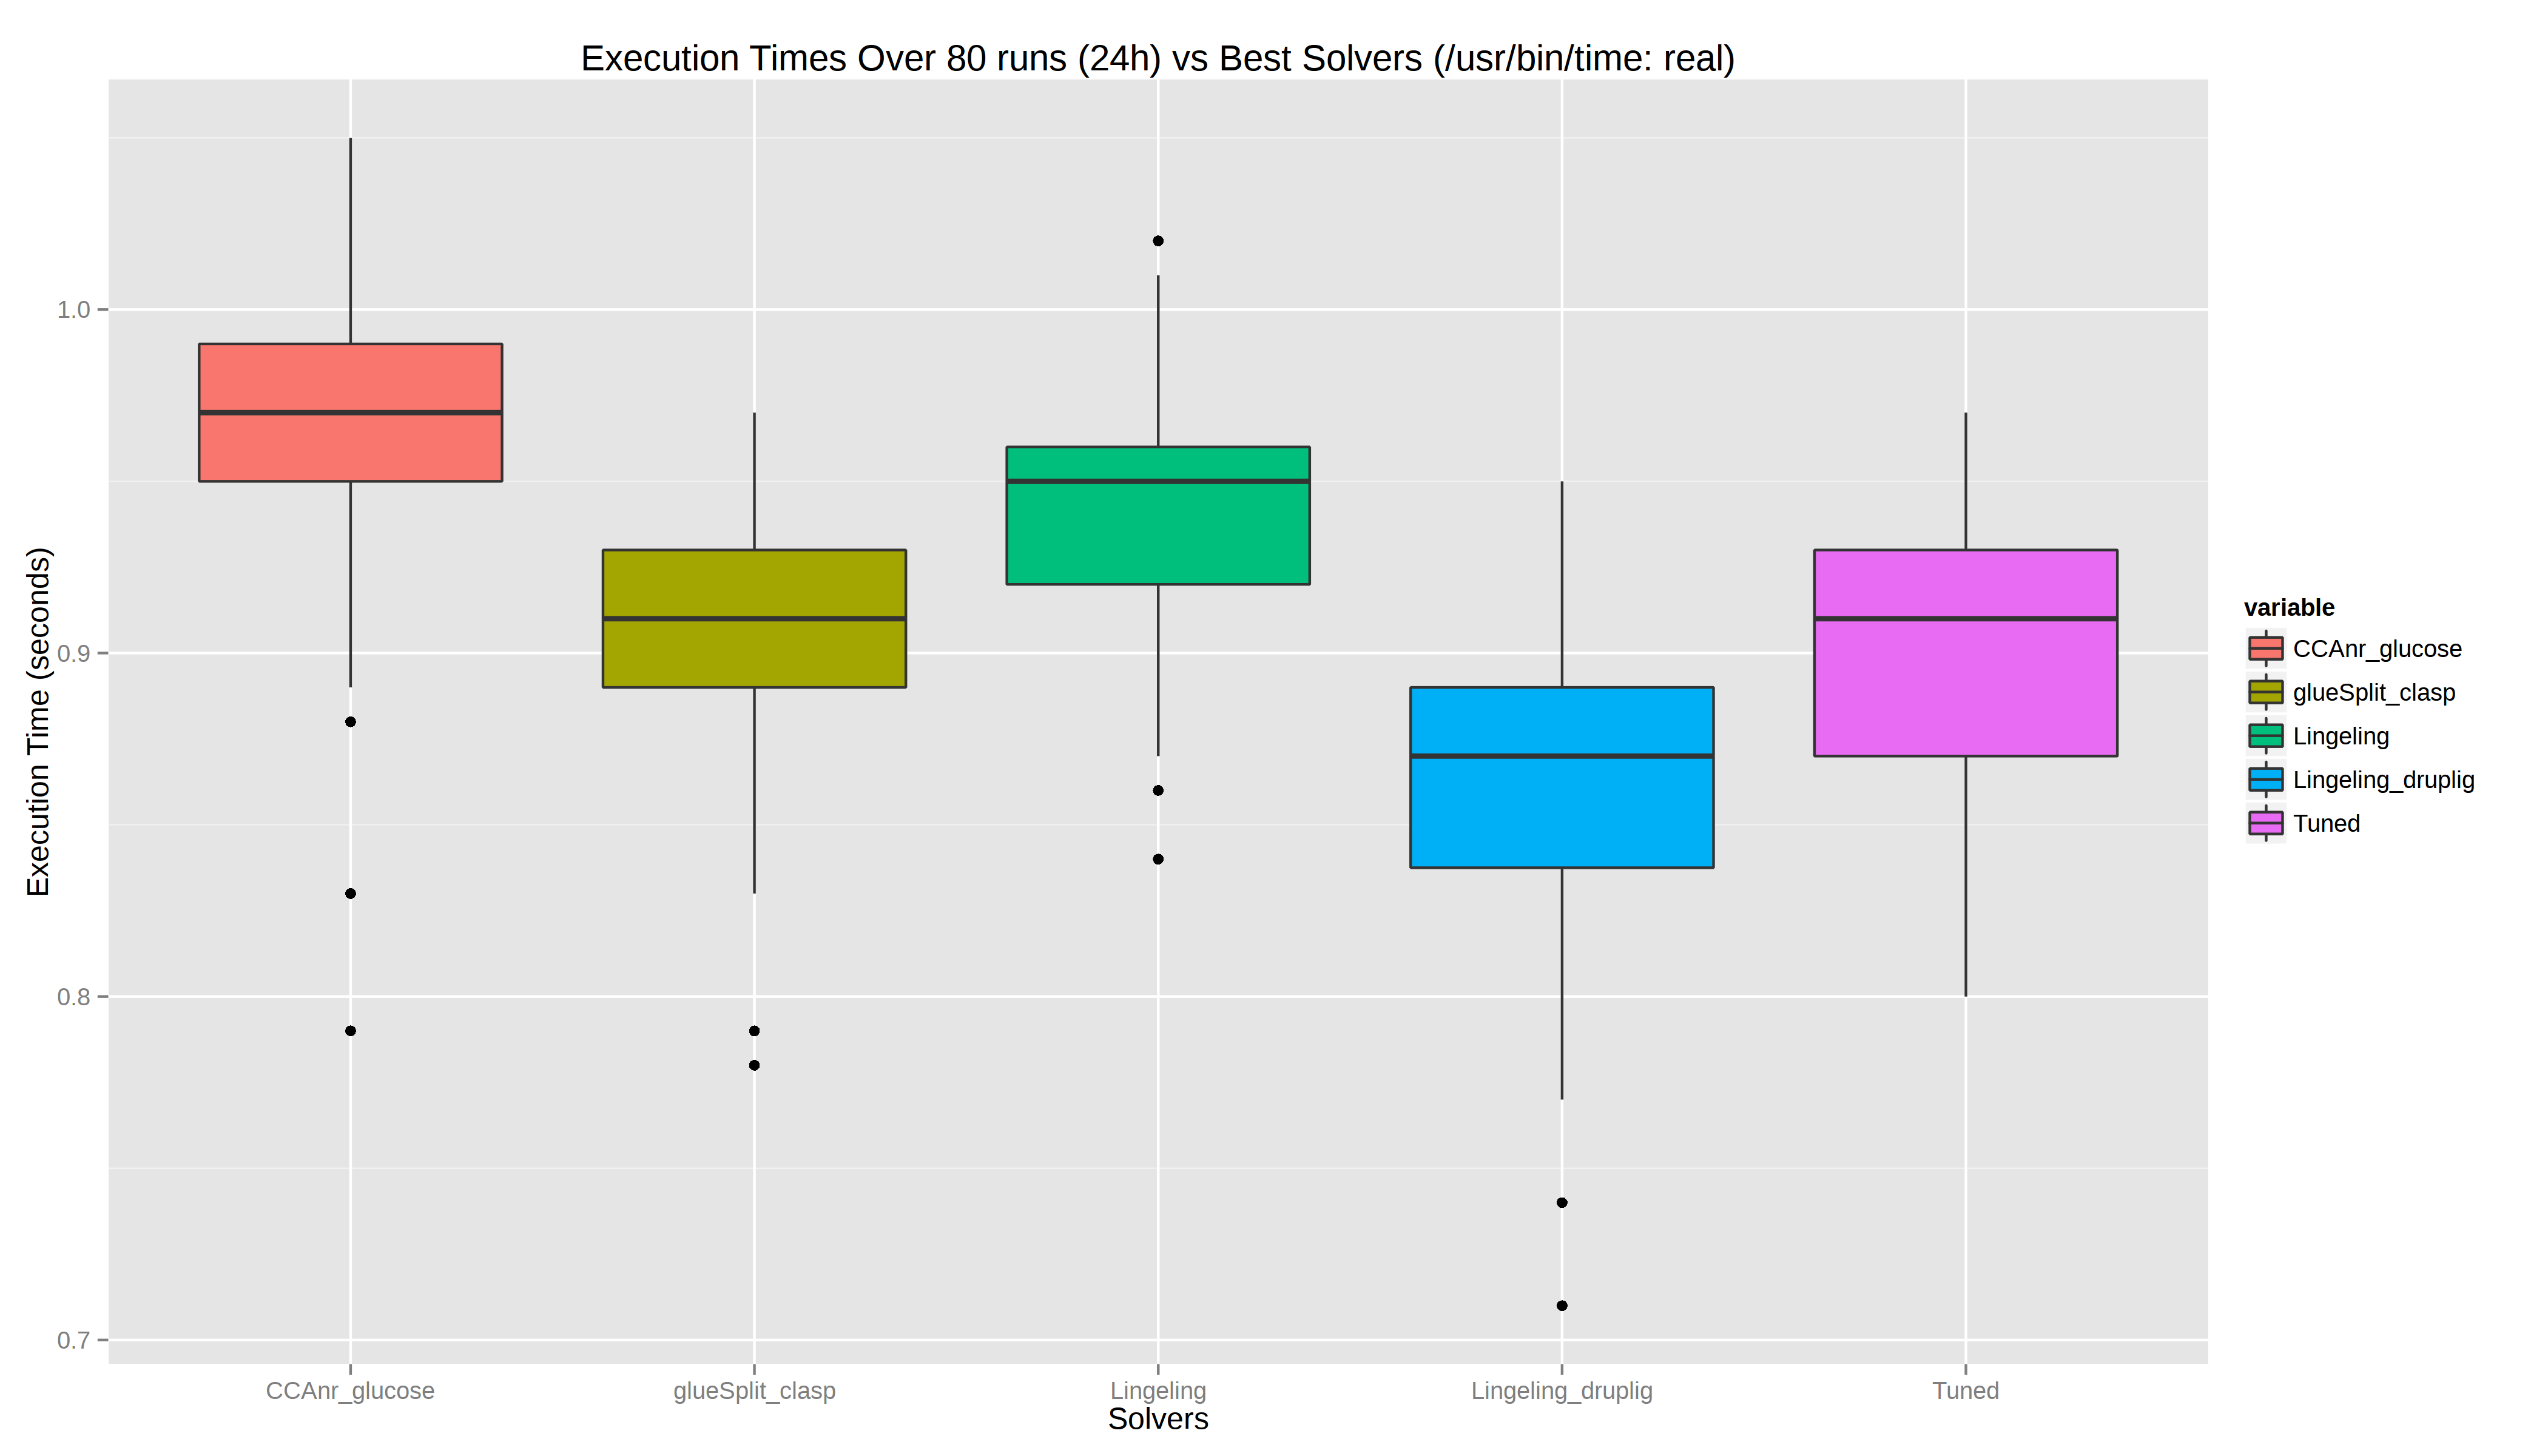 Execution Times Over 80 runs (24h) vs Best Solvers (/usr/bin/time: real)
Execution Time (seconds)
1.0
0.9
0.8
0.7
CCAnr_glucose
glueSplit_clasp
Lingeling
Lingeling_druplig
Tuned
Solvers
variable
CCAnr_glucose
glueSplit_clasp
Lingeling
Lingeling_druplig
Tuned